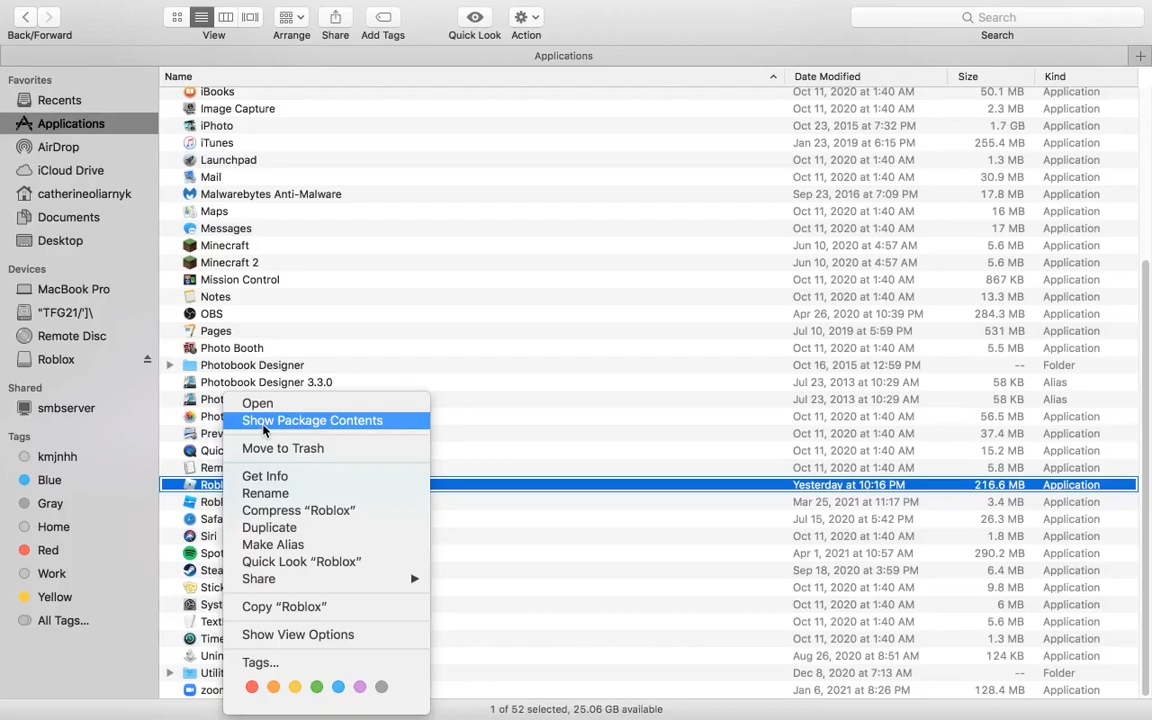 Search
Back/Forward View Arrange Share Add Tags Quick Look Action Search
Applications
Favorites
Recents
Applications
AirDrop
iCloud Drive
catherineoliarnyk
Documents
Desktop
Devices
MacBook Pro
"TFG21/']\
Remote Disc
Roblox
Shared
smbserver
Tags
kmjnhh
Blue
Gray
Home
Red
Work
Yellow
All Tags...
Name Date Modified Size Kind
iBooks Oct 11, 2020 at 1:40 AM 50.1 MB Application
Image Capture Oct 11, 2020 at 1:40 AM 2.3 MB Application
iPhoto Oct 23, 2015 at 7:32 PM 1.7 GB Application
iTunes Jan 23, 2019 at 6:15 PM 255.4 MB Application
Launchpad Oct 11, 2020 at 1:40 AM 1.3 MB Application
Mail Oct 11, 2020 at 1:40 AM 30.9 MB Application
Malwarebytes Anti-Malware Sep 23, 2016 at 7:09 PM 17.8 MB Application
Maps Oct 11, 2020 at 1:40 AM 16 MB Application
Messages Oct 11, 2020 at 1:40 AM 17 MB Application
Minecraft Jun 10, 2020 at 4:57 AM 5.6 MB Application
Minecraft 2 Jun 10, 2020 at 4:57 AM 5.6 MB Application
Mission Control Oct 11, 2020 at 1:40 AM 867 KB Application
Notes Oct 11, 2020 at 1:40 AM 13.3 MB Application
OBS Apr 26, 2020 at 10:39 PM 284.3 MB Application
Pages Jul 10, 2019 at 5:59 PM 531 MB Application
Photo Booth Oct 11, 2020 at 1:40 AM 5.5 MB Application
Photobook Designer Oct 16, 2015 at 12:59 PM -- Folder
Photobook Designer 3.3.0 Jul 23, 2013 at 10:29 AM 58 KB Alias
Pho Jul 23, 2013 at 10:29 AM 58 KB Alias
Phot Oct 11, 2020 at 1:40 AM 56.5 MB Application
Prev Oct 11, 2020 at 1:40 AM 37.4 MB Application
Quic Oct 11, 2020 at 1:40 AM 15.2 MB Application
Rem Oct 11, 2020 at 1:40 AM 5.8 MB Application
Robl Yesterday at 10:16 PM 216.6 MB Application
Robl Mar 25, 2021 at 11:17 PM 3.4 MB Application
Safa Jul 15, 2020 at 5:42 PM 26.3 MB Application
Siri Oct 11, 2020 at 1:40 AM 1.8 MB Application
Spot Apr 1, 2021 at 10:57 AM 290.2 MB Application
Stea Sep 18, 2020 at 3:59 PM 6.4 MB Application
Stick Oct 11, 2020 at 1:40 AM 9.8 MB Application
Syst Oct 11, 2020 at 1:40 AM 6 MB Application
Text Oct 11, 2020 at 1:40 AM 5.6 MB Application
Time Oct 11, 2020 at 1:40 AM 1.3 MB Application
Unin Aug 26, 2020 at 8:51 AM 124 KB Application
Utilit Dec 8, 2020 at 7:13 AM -- Folder
zoon Jan 6, 2021 at 8:26 PM 128.4 MB Application
Open
Show Package Contents
Move to Trash
Get Info
Rename
Compress “Roblox”
Duplicate
Make Alias
Quick Look “Roblox”
Share
Copy “Roblox”
Show View Options
Tags...
1 of 52 selected, 25.06 GB available